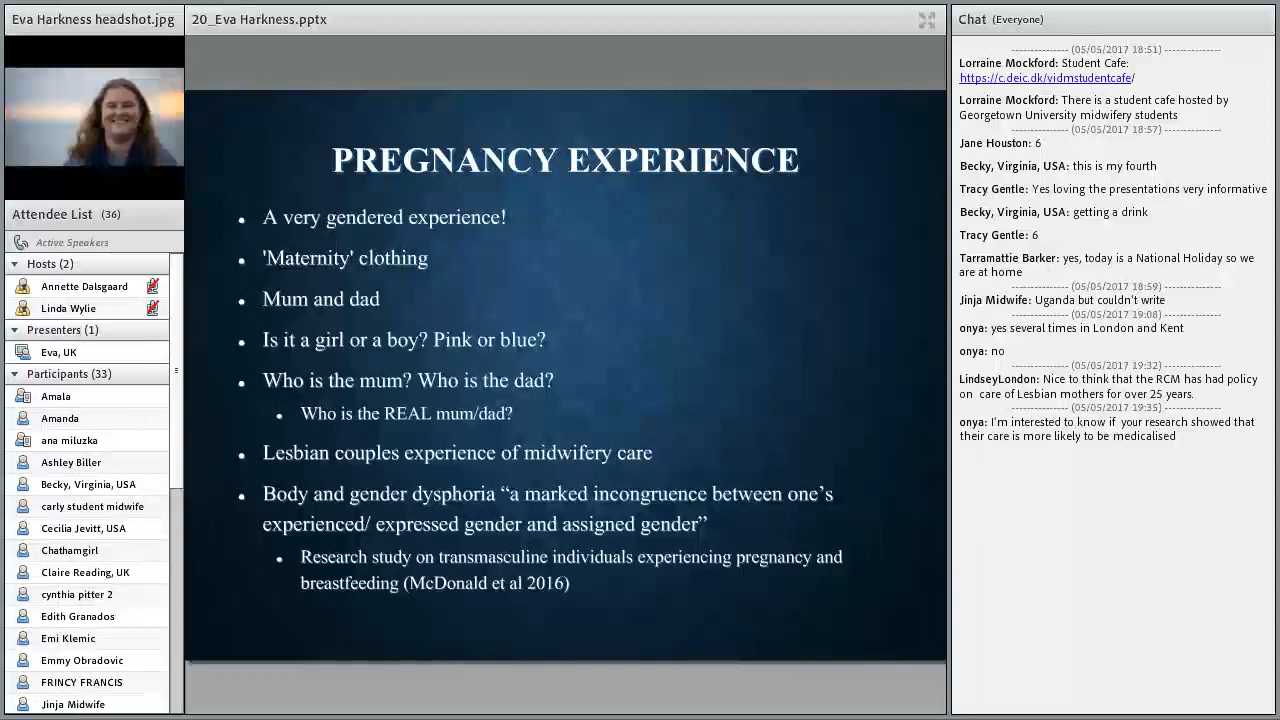 Eva Harkness headshot.jpg
Attendee List (36)
Active Speakers
Hosts (2)
Annette Dalsgaard
Linda Wylie
Presenters (1)
Eva, UK
Participants (33)
Amala
Amanda
ana miluzka
Ashley Biller
Becky, Virginia, USA
carly student midwife
Cecilia Jevitt, USA
Chathamgirl
Claire Reading, UK
cynthia pitter 2
Edith Granados
Emi Klemic
Emmy Obradovic
FRINCY FRANCIS
Jinja Midwife
20_Eva Harkness.pptx
PREGNANCY EXPERIENCE
• A very gendered experience!
• 'Maternity' clothing
• Mum and dad
• Is it a girl or a boy? Pink or blue?
• Who is the mum? Who is the dad?
• Who is the REAL mum/dad?
• Lesbian couples experience of midwifery care
• Body and gender dysphoria “a marked incongruence between one’s
experienced/ expressed gender and assigned gender”
• Research study on transmasculine individuals experiencing pregnancy and
breastfeeding (McDonald et al 2016)
Chat (Everyone)
--------------- (05/05/2017 18:51) ---------------
Lorraine Mockford: Student Cafe:
https://c.deic.dk/vidmstudentcafe/
Lorraine Mockford: There is a student cafe hosted by
Georgetown University midwifery students
--------------- (05/05/2017 18:57) ---------------
Jane Houston: 6
Becky, Virginia, USA: this is my fourth
Tracy Gentle: Yes loving the presentations very informative
Becky, Virginia, USA: getting a drink
Tracy Gentle: 6
Tarramattie Barker: yes, today is a National Holiday so we
are at home
--------------- (05/05/2017 18:59) ---------------
Jinja Midwife: Uganda but couldn't write
--------------- (05/05/2017 19:08) ---------------
onya: yes several times in London and Kent
onya: no
--------------- (05/05/2017 19:32) ---------------
LindseyLondon: Nice to think that the RCM has had policy
on care of Lesbian mothers for over 25 years.
--------------- (05/05/2017 19:35) ---------------
onya: I'm interested to know if your research showed that
their care is more likely to be medicalised